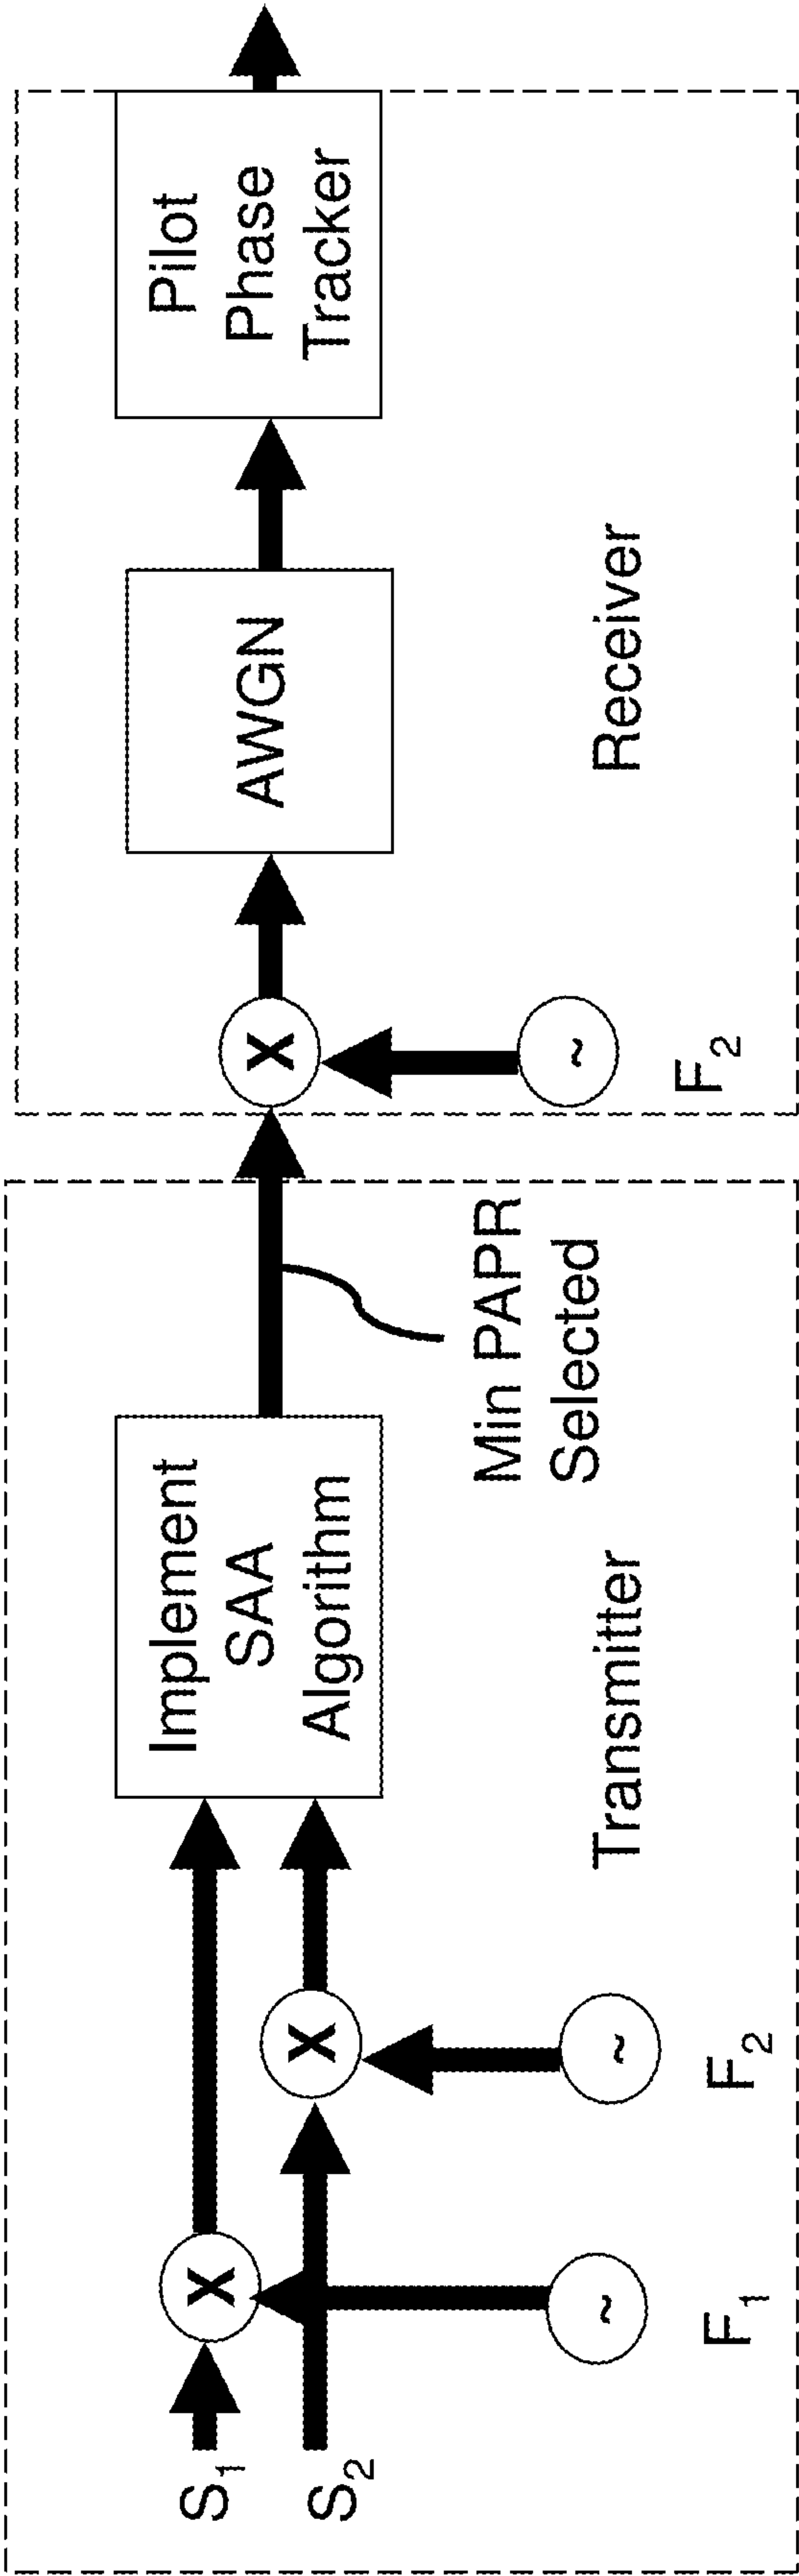 S1
S2
X
X
~
~
F1
F2
Implement
SAA
Algorithm
Min PAPR
Selected
Transmitter
X
~
F2
AWGN
Receiver
Pilot
Phase
Tracker